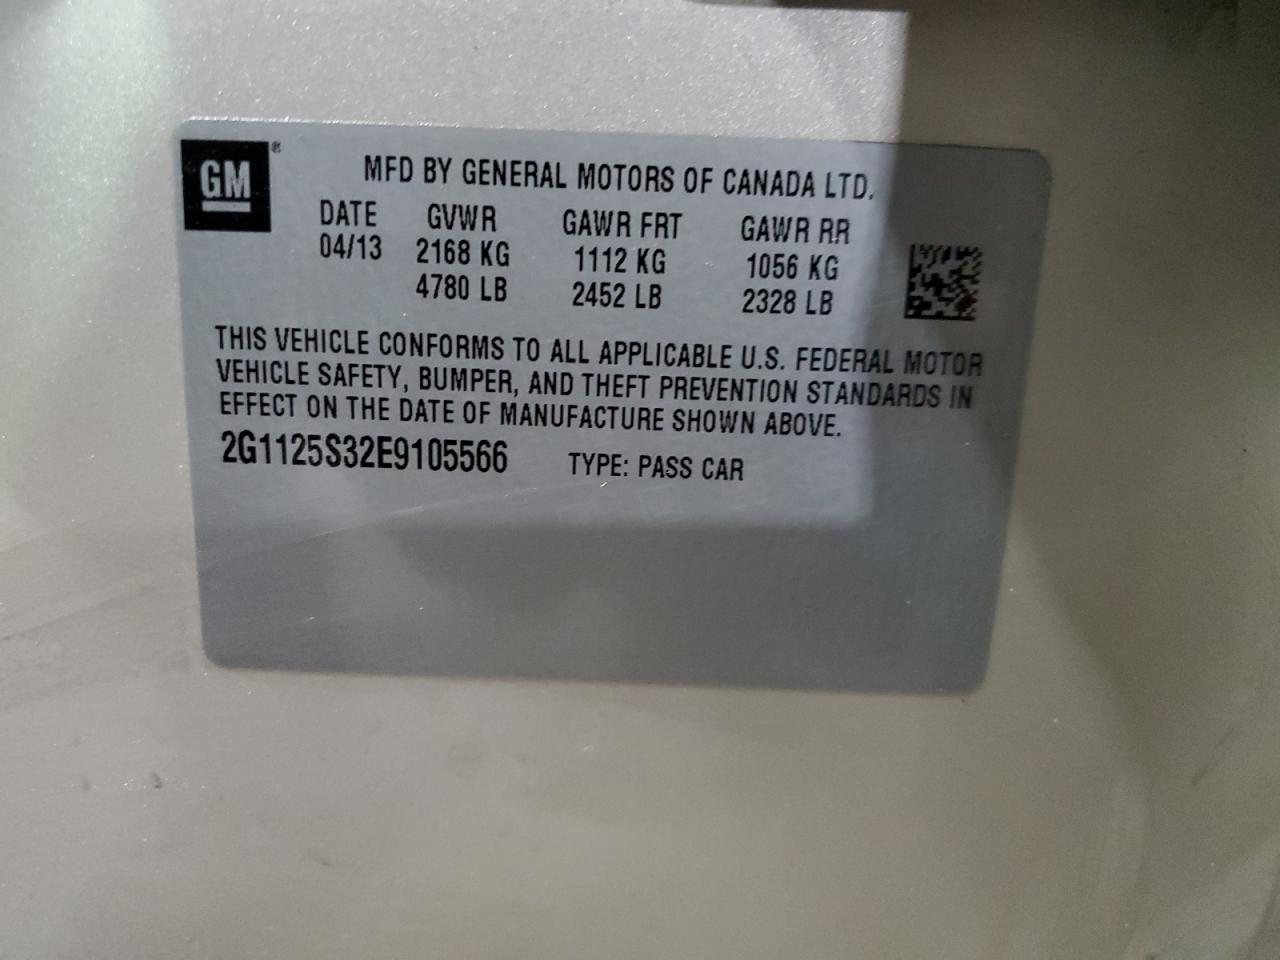 GM®
MFD BY GENERAL MOTORS OF CANADA LTD.
DATE GVWR GAWR FRT GAWR RR
04/13 2168 KG 1112 KG 1056 KG
4780 LB 2452 LB 2328 LB
THIS VEHICLE CONFORMS TO ALL APPLICABLE U.S. FEDERAL MOTOR
VEHICLE SAFETY, BUMPER, AND THEFT PREVENTION STANDARDS IN
EFFECT ON THE DATE OF MANUFACTURE SHOWN ABOVE.
2G1125S32E9105566 TYPE: PASS CAR